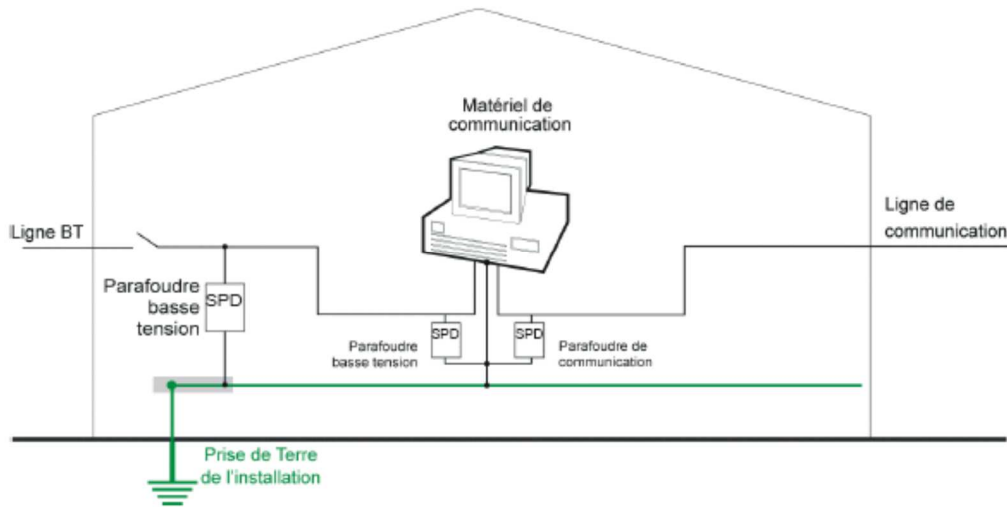 Matériel de
communication
Ligne BT
Ligne de
communication
Parafoudre
basse
tension
SPD
SPD
SPD
Parafoudre
basse tension
Parafoudre de
communication
Prise de Terre
de l'installation